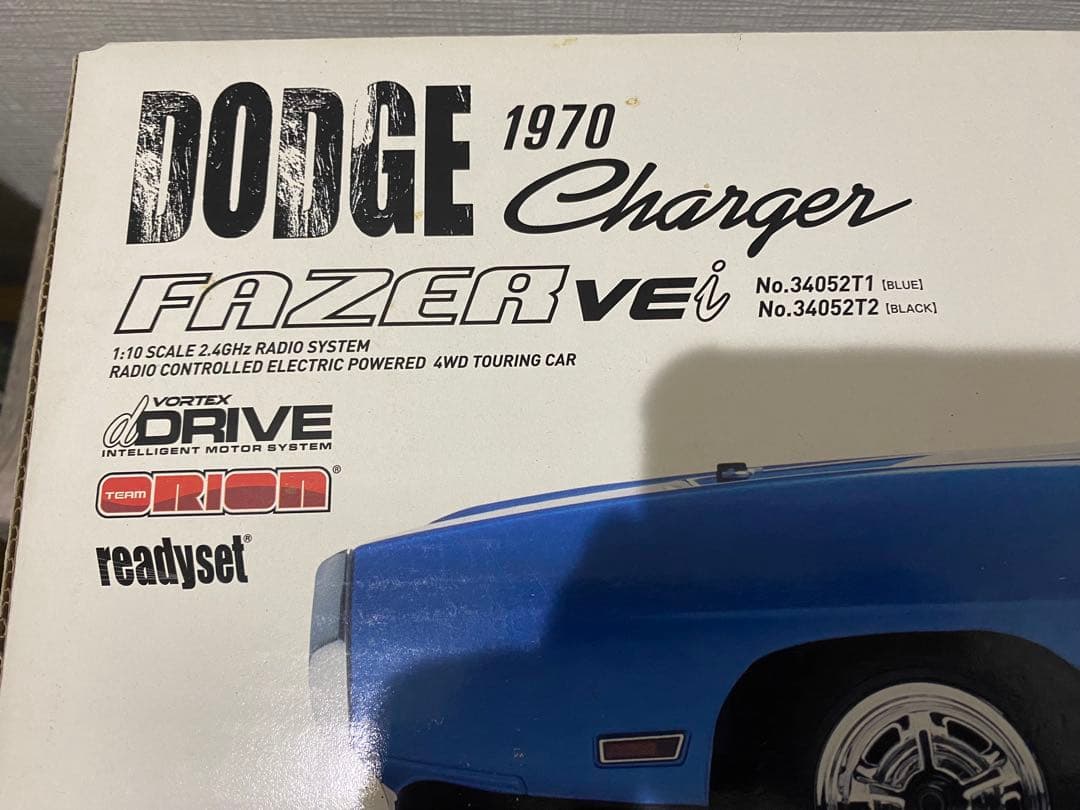 DODGE 1970
Charger
FAZER VEi No.34052T1 [BLUE]
No.34052T2 [BLACK]
1:10 SCALE 2.4GHz RADIO SYSTEM
RADIO CONTROLLED ELECTRIC POWERED 4WD TOURING CAR
VORTEX
dDRIVE
INTELLIGENT MOTOR SYSTEM
TEAM ORION®
readyset®